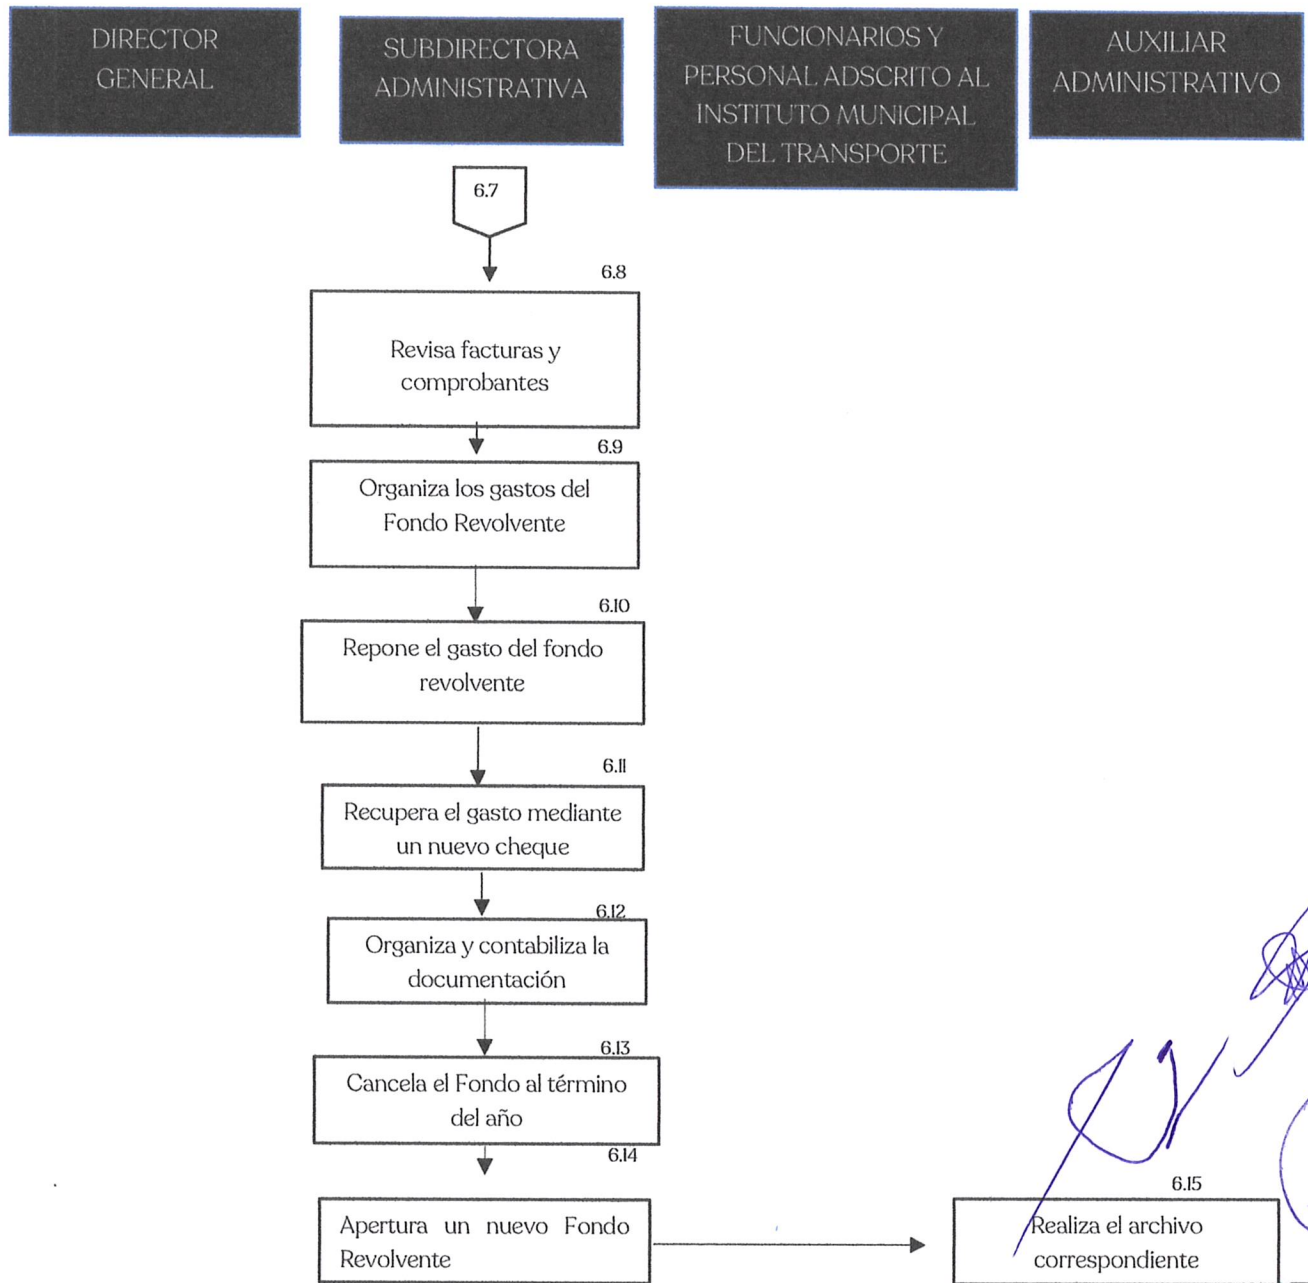 DIRECTOR
GENERAL
SUBDIRECTORA
ADMINISTRATIVA
FUNCIONARIOS Y
PERSONAL ADSCRITO AL
INSTITUTO MUNICIPAL
DEL TRANSPORTE
AUXILIAR
ADMINISTRATIVO
6.7
6.8
Revisa facturas y
comprobantes
6.9
Organiza los gastos del
Fondo Revolvente
6.10
Repone el gasto del fondo
revolvente
6.11
Recupera el gasto mediante
un nuevo cheque
6.12
Organiza y contabiliza la
documentación
6.13
Cancela el Fondo al término
del año
6.14
Apertura un nuevo Fondo
Revolvente
6.15
Realiza el archivo
correspondiente